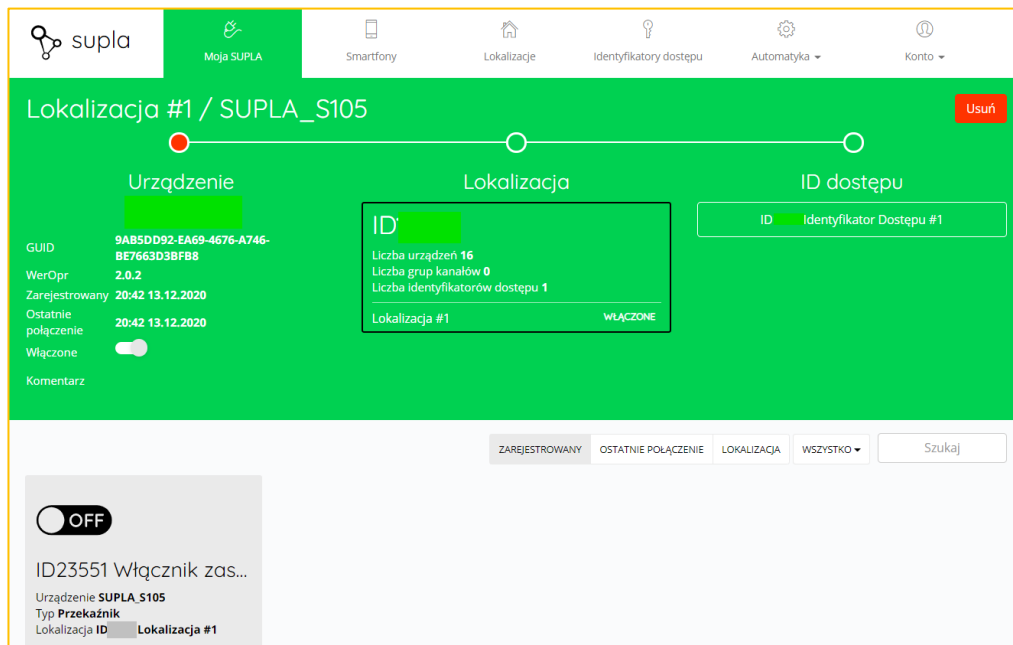 supla
Moja SUPLA
Smartfony
Lokalizacje
Identyfikatory dostępu
Automatyka
Konto
Lokalizacja #1 / SUPLA_S105
Usuń
Urządzenie
GUID 9AB5DD92-EA69-4676-A746-
BE7663D3BFB8
WerOpr 2.0.2
Zarejestrowany 20:42 13.12.2020
Ostatnie
połączenie 20:42 13.12.2020
Włączone
Komentarz
Lokalizacja
ID
Liczba urządzeń 16
Liczba grup kanałów 0
Liczba identyfikatorów dostępu 1
Lokalizacja #1 WŁĄCZONE
ID dostępu
ID Identyfikator Dostępu #1
ZAREJESTROWANY OSTATNIE POŁĄCZENIE LOKALIZACJA WSZYSTKO Szukaj
OFF
ID23551 Włącznik zas...
Urządzenie SUPLA_S105
Typ Przekaźnik
Lokalizacja ID Lokalizacja #1